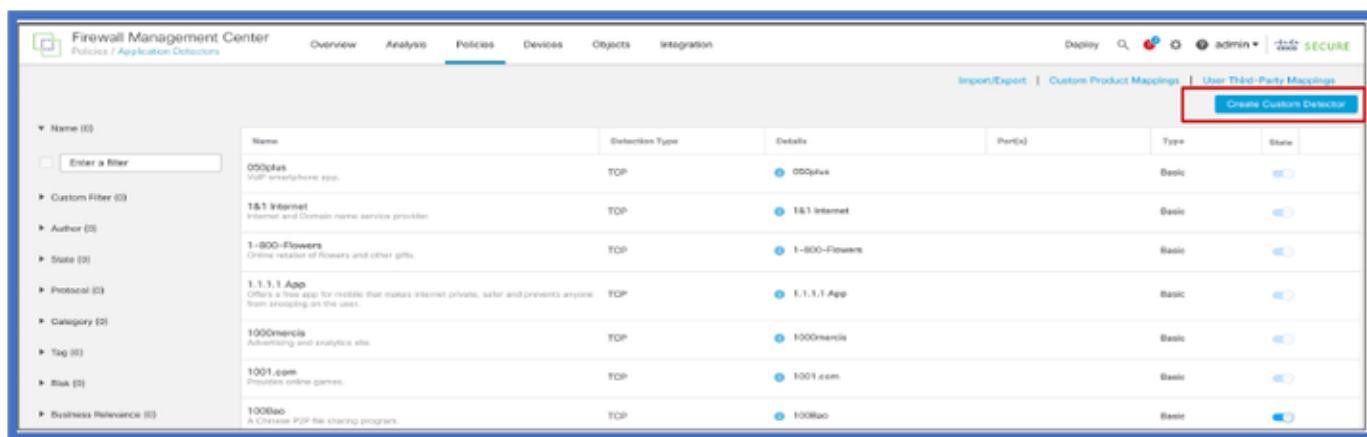 Firewall Management Center
Policies / Application Detectors
Overview Analysis Policies Devices Objects Integration
Deploy admin
cisco SECURE
Import/Export | Custom Product Mappings | User Third-Party Mappings
Create Custom Detector
Name (0)
Enter a filter
Custom Filter (0)
Author (0)
State (0)
Protocol (0)
Category (0)
Tag (0)
Risk (0)
Business Relevance (0)
Name Detection Type Details Port(s) Type State
050plus TCP 050plus Basic
VoIP smartphone app.
1&1 Internet TCP 1&1 Internet Basic
Internet and Domain name service provider.
1-800-Flowers TCP 1-800-Flowers Basic
Online retailer of flowers and other gifts.
1.1.1.1 App TCP 1.1.1.1 App Basic
Offers a free app for mobile that makes internet private, safer and prevents anyone
from snooping on the user.
1000mercis TCP 1000mercis Basic
Advertising and analytics site.
1001.com TCP 1001.com Basic
Provides online games.
100Bao TCP 100Bao Basic
A Chinese P2P file sharing program.